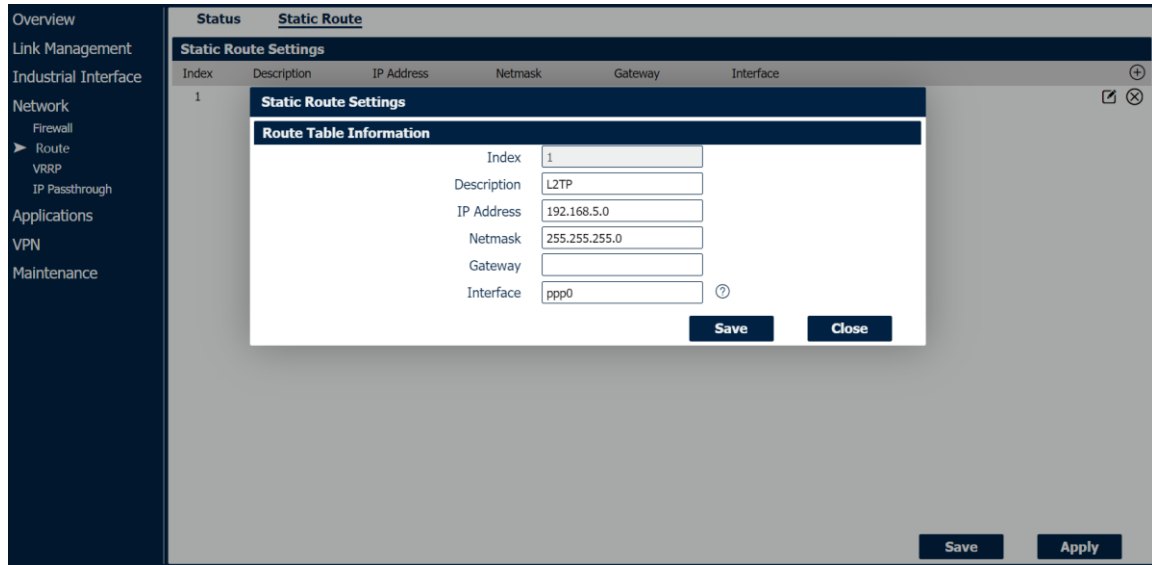 Overview
Link Management
Industrial Interface
Network
Firewall
Route
VRRP
IP Passthrough
Applications
VPN
Maintenance
Status Static Route
Static Route Settings
Index Description IP Address Netmask Gateway Interface
1
Static Route Settings
Route Table Information
Index 1
Description L2TP
IP Address 192.168.5.0
Netmask 255.255.255.0
Gateway
Interface ppp0 ?
Save Close
Save Apply